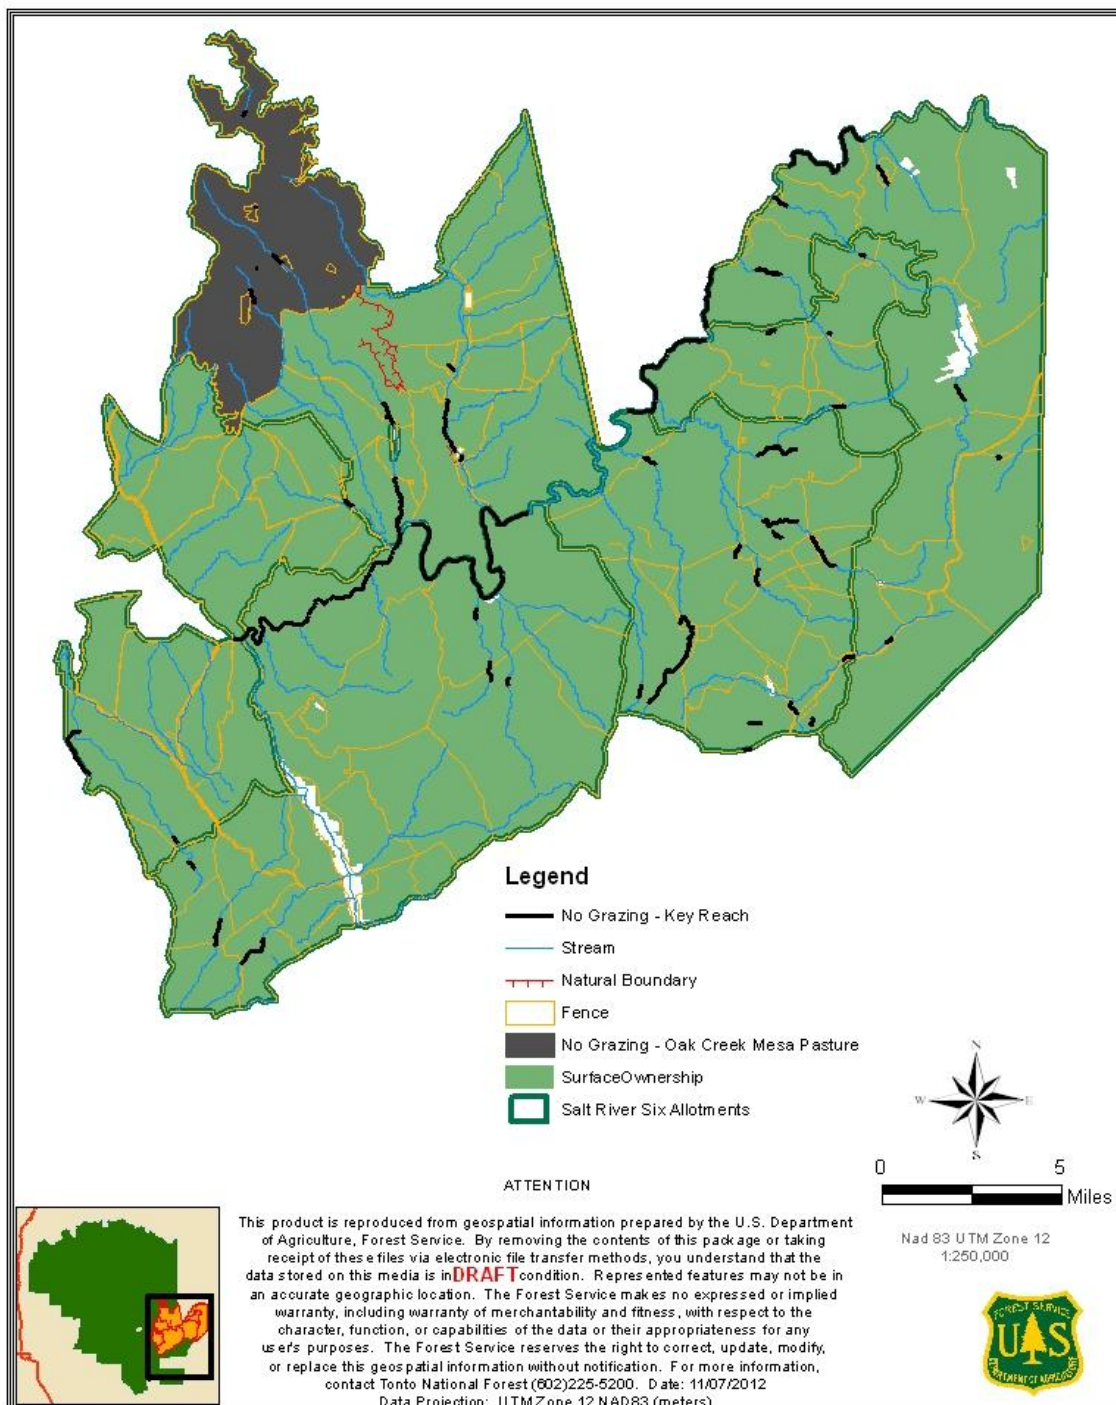 Legend
No Grazing - Key Reach
Stream
Natural Boundary
Fence
No Grazing - Oak Creek Mesa Pasture
SurfaceOwnership
Salt River Six Allotments
N
W
E
S
0 5
Miles
Nad 83 UTM Zone 12
1:250,000
ATTENTION
This product is reproduced from geospatial information prepared by the U.S. Department
of Agriculture, Forest Service. By removing the contents of this package or taking
receipt of these files via electronic file transfer methods, you understand that the
data stored on this media is in DRAFT condition. Represented features may not be in
an accurate geographic location. The Forest Service makes no expressed or implied
warranty, including warranty of merchantability and fitness, with respect to the
character, function, or capabilities of the data or their appropriateness for any
user's purposes. The Forest Service reserves the right to correct, update, modify,
or replace this geospatial information without notification. For more information,
contact Tonto National Forest (602)225-5200. Date: 11/07/2012
Data Projection: UTM Zone 12 NAD83 (meters)
FOREST SERVICE
U S
DEPARTMENT OF AGRICULTURE